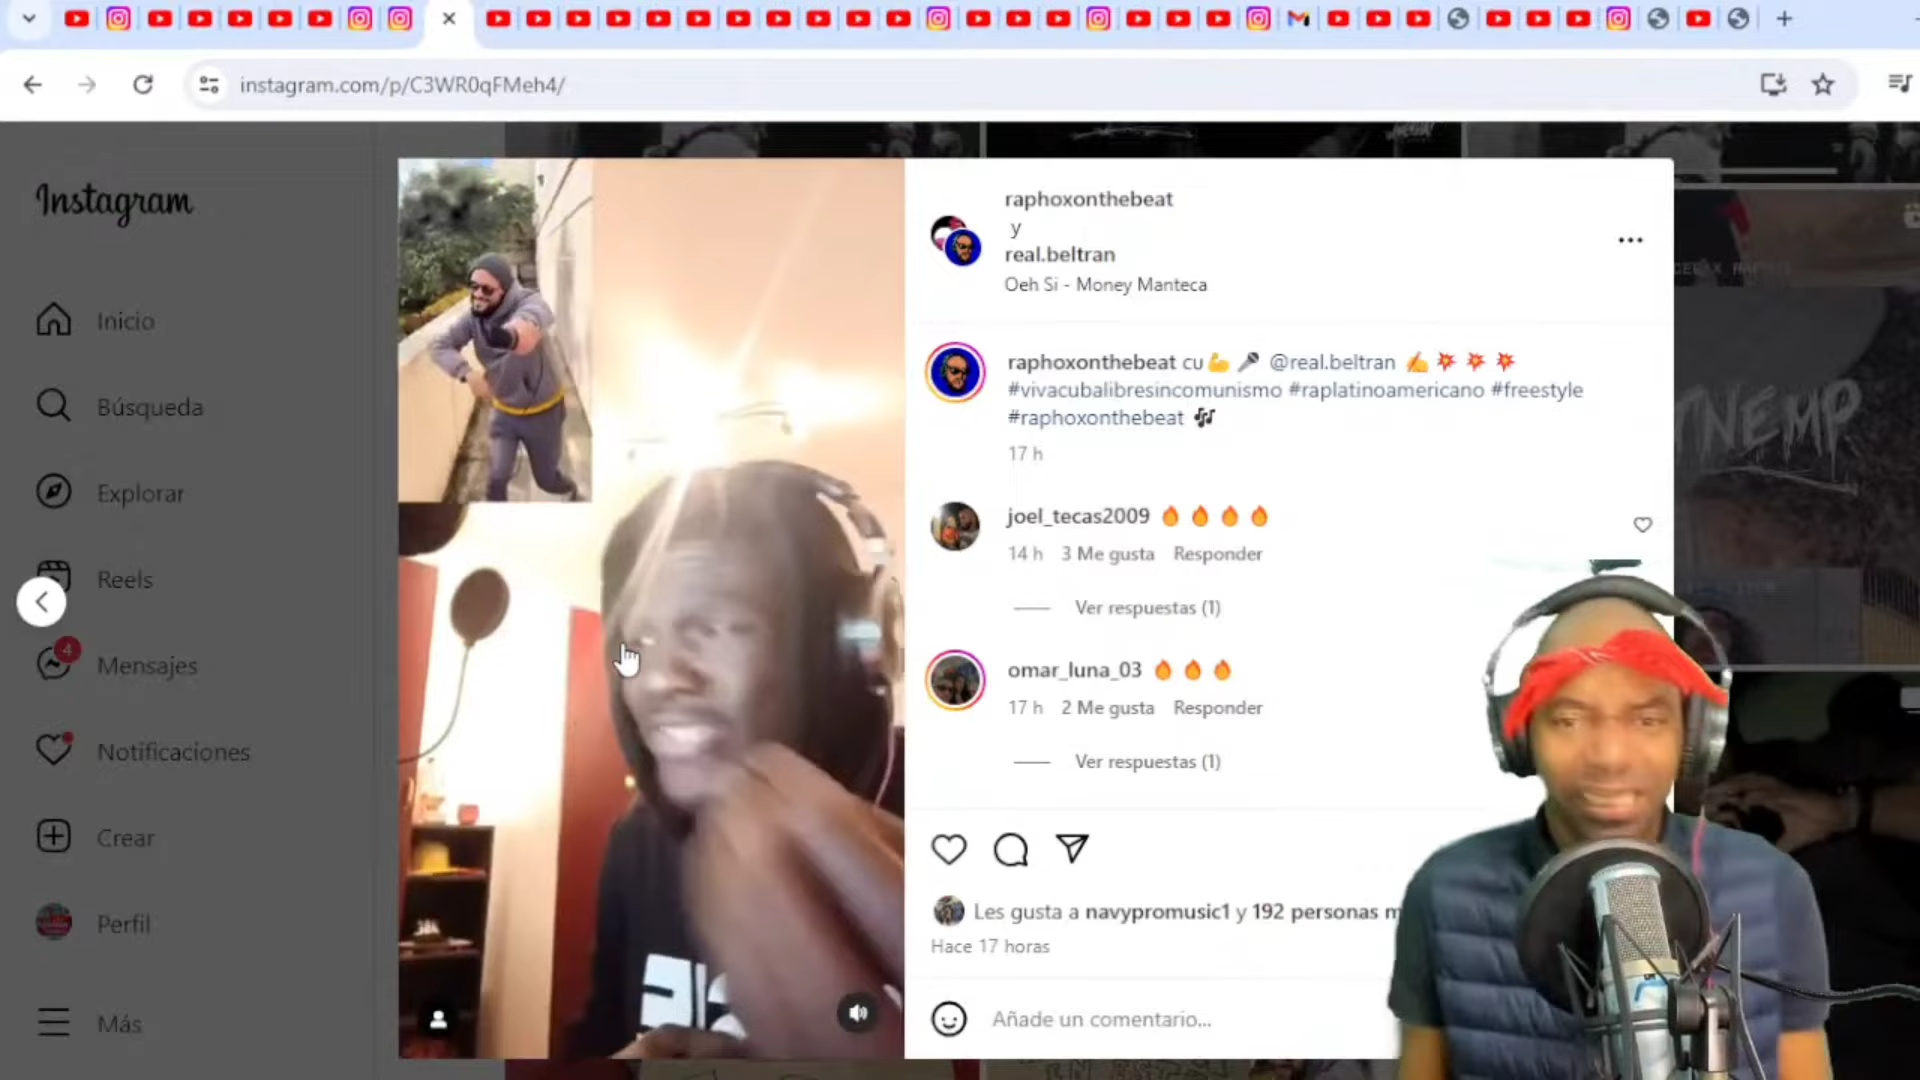 instagram.com/p/C3WR0qFMeh4/
Instagram
Inicio
Búsqueda
Explorar
Reels
4
Mensajes
Notificaciones
Crear
Perfil
Más
raphoxonthebeat
y
real.beltran
Oeh Si - Money Manteca
raphoxonthebeat cu💪🎤 @real.beltran ✍️💥💥💥
#vivacubalibresincomunismo #raplatinoamericano #freestyle
#raphoxonthebeat 🎶
17 h
joel_tecas2009 🔥🔥🔥🔥
14 h 3 Me gusta Responder
Ver respuestas (1)
omar_luna_03 🔥🔥🔥
17 h 2 Me gusta Responder
Ver respuestas (1)
Les gusta a navypromusic1 y 192 personas m
Hace 17 horas
Añade un comentario...